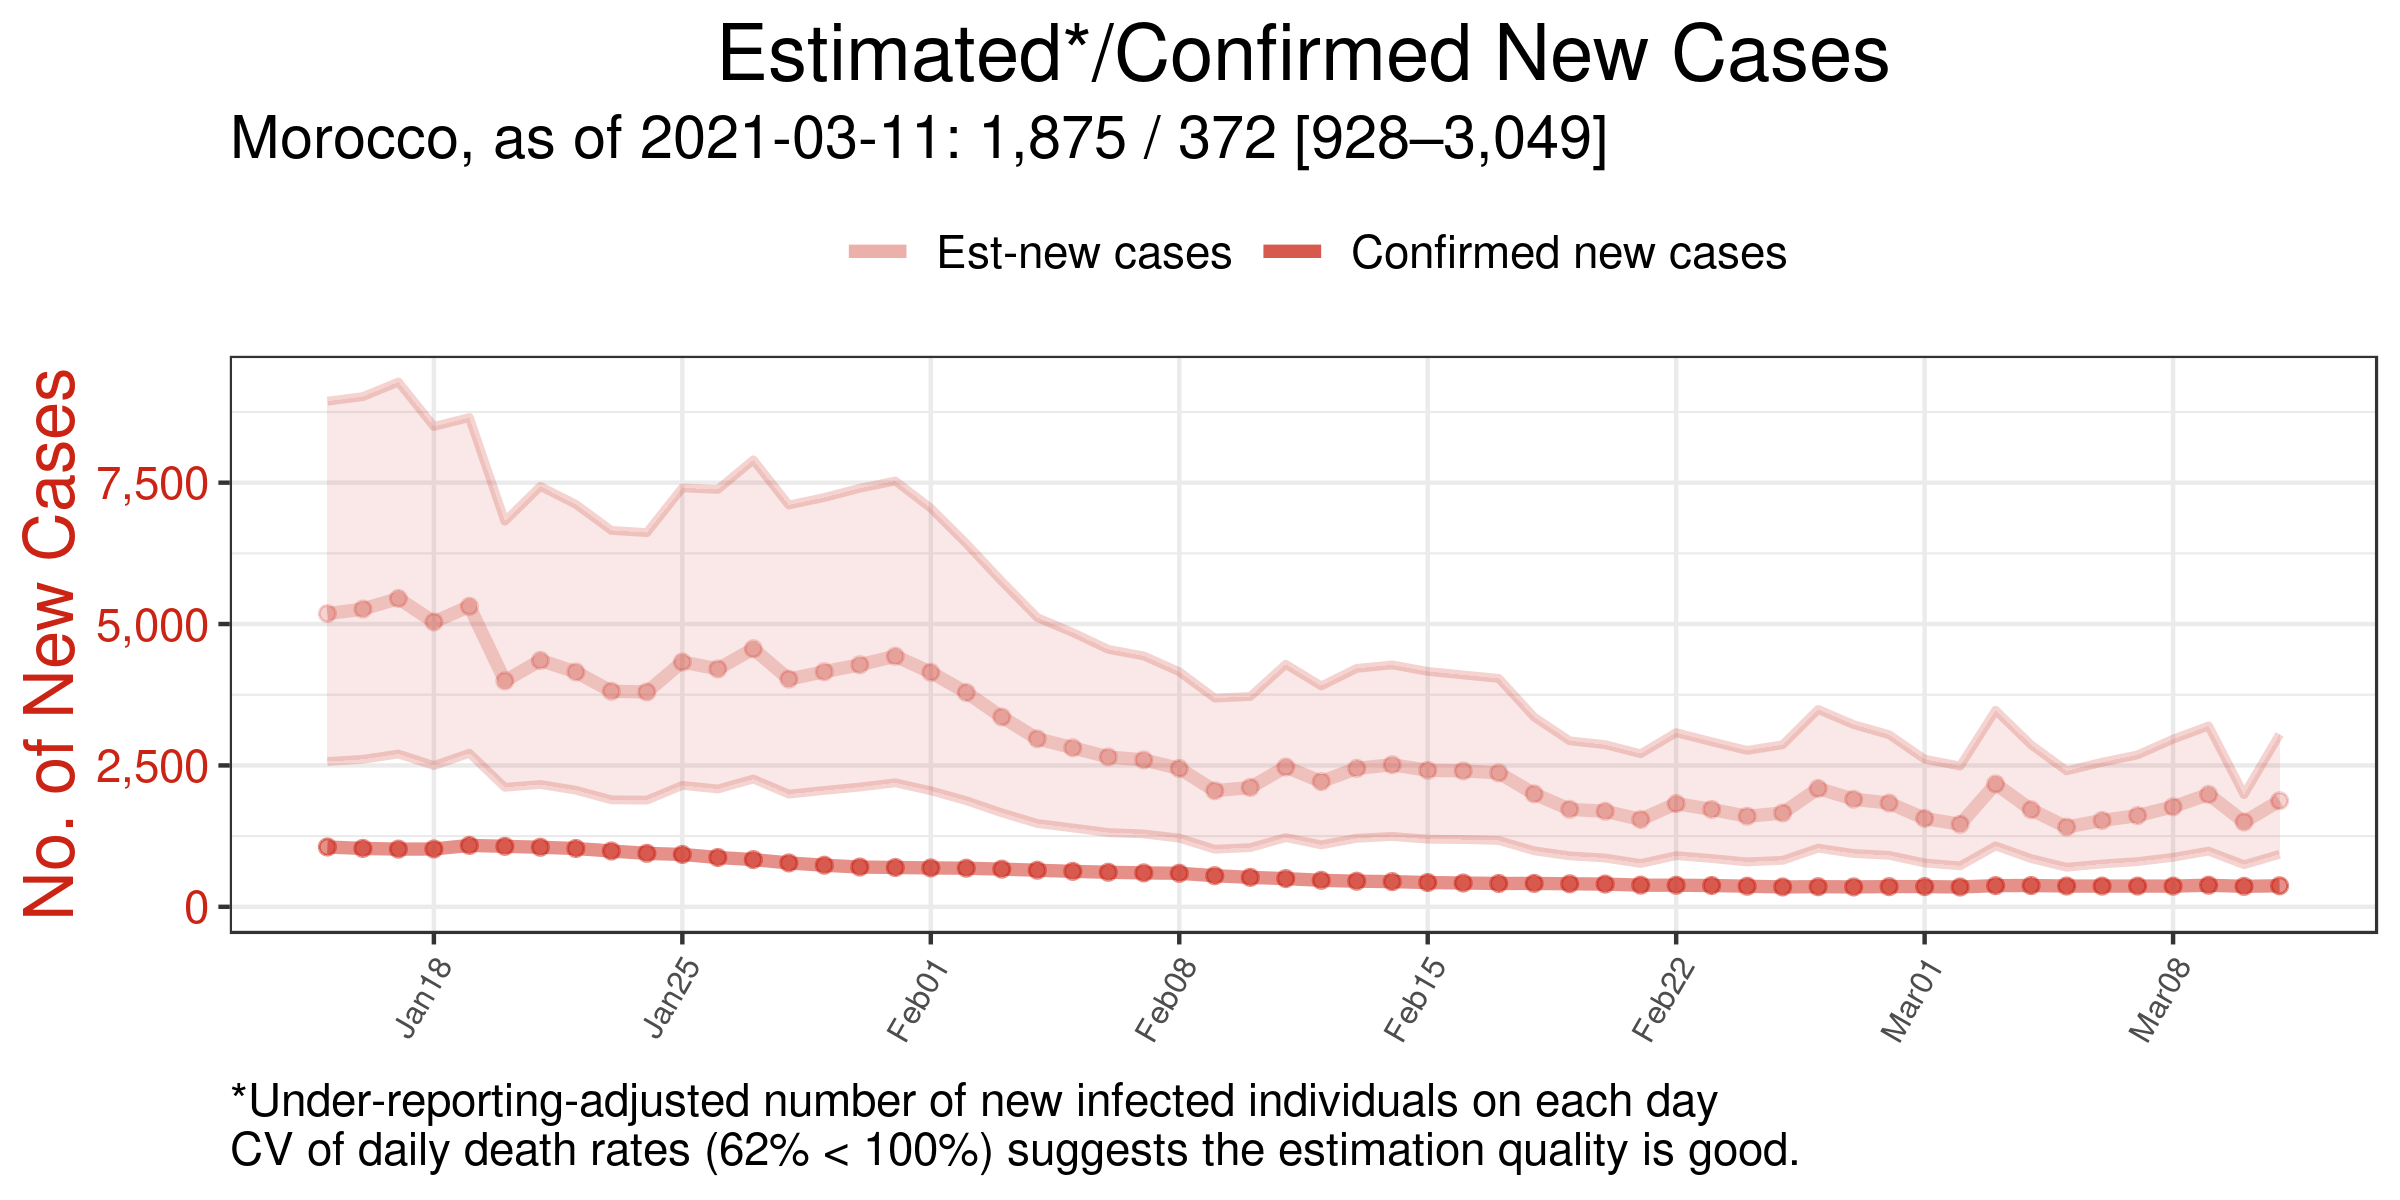 Estimated*/Confirmed New Cases
Morocco, as of 2021-03-11: 1,875 / 372 [928–3,049]
Est-new cases Confirmed new cases
No. of New Cases
7,500
5,000
2,500
0
Jan18 Jan25 Feb01 Feb08 Feb15 Feb22 Mar01 Mar08
*Under-reporting-adjusted number of new infected individuals on each day
CV of daily death rates (62% < 100%) suggests the estimation quality is good.